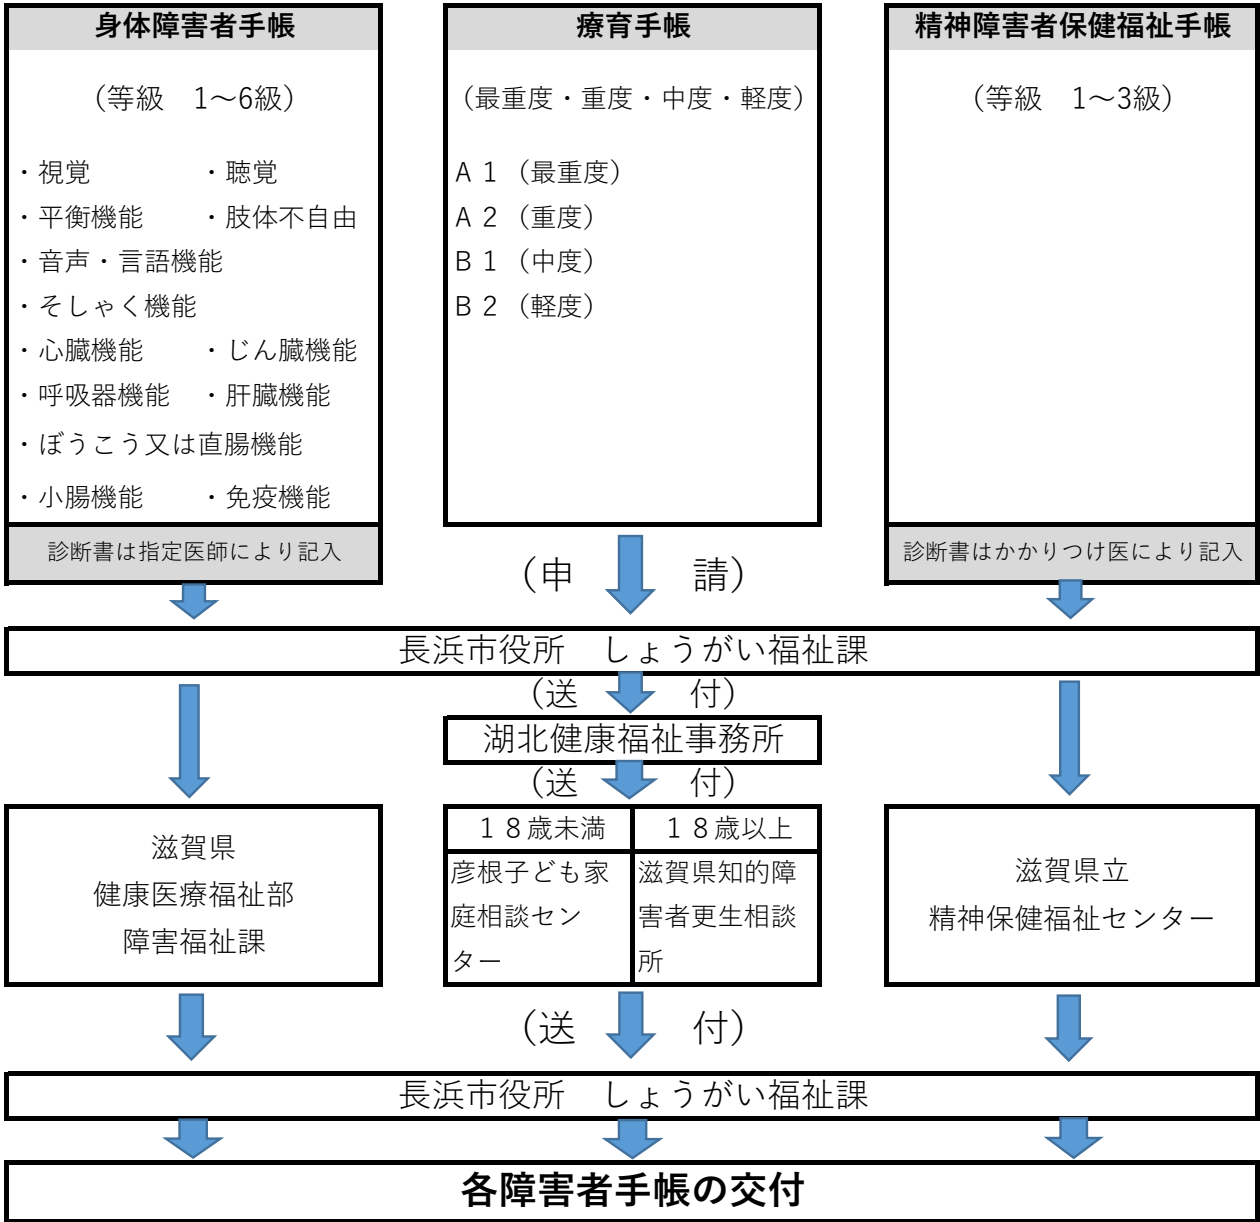 身体障害者手帳
（等級　1～6級）
・視覚　・聴覚
・平衡機能　・肢体不自由
・音声・言語機能
・そしゃく機能
・心臓機能　・じん臓機能
・呼吸器機能　・肝臓機能
・ぼうこう又は直腸機能
・小腸機能　・免疫機能
診断書は指定医師により記入
療育手帳
（最重度・重度・中度・軽度）
Ａ１（最重度）
Ａ２（重度）
Ｂ１（中度）
Ｂ２（軽度）
精神障害者保健福祉手帳
（等級　1～3級）
診断書はかかりつけ医により記入
（申　請）
長浜市役所　しょうがい福祉課
（送　付）
湖北健康福祉事務所
（送　付）
滋賀県
健康医療福祉部
障害福祉課
１８歳未満
彦根子ども家
庭相談セン
ター
１８歳以上
滋賀県知的障
害者更生相談
所
滋賀県立
精神保健福祉センター
（送　付）
長浜市役所　しょうがい福祉課
各障害者手帳の交付